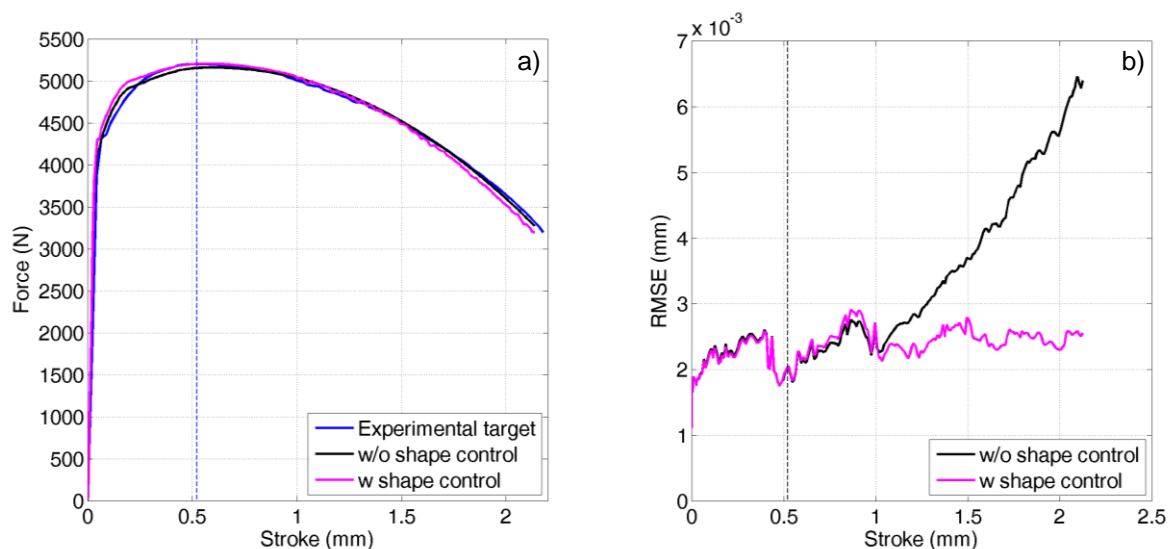 a)
5500
5000
4500
4000
3500
3000
2500
2000
1500
1000
500
0
Force (N)
0
0.5
1
1.5
2
Stroke (mm)
Experimental target
w/o shape control
w shape control
x 10⁻³
b)
7
6
5
4
3
2
1
0
RMSE (mm)
0
0.5
1
1.5
2
2.5
Stroke (mm)
w/o shape control
w shape control